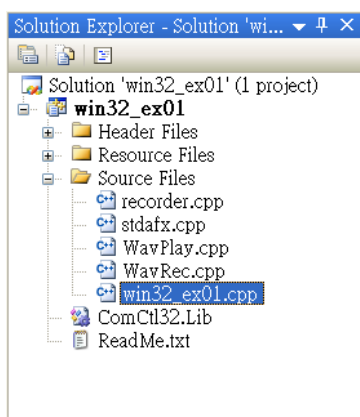 Solution Explorer - Solution 'wi...
Solution 'win32_ex01' (1 project)
win32_ex01
Header Files
Resource Files
Source Files
recorder.cpp
stdafx.cpp
WavPlay.cpp
WavRec.cpp
win32_ex01.cpp
ComCtl32.Lib
ReadMe.txt